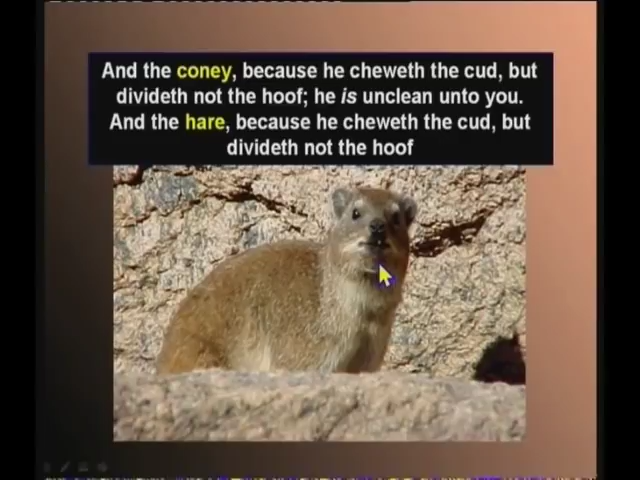 And the coney, because he cheweth the cud, but
divideth not the hoof; he is unclean unto you.
And the hare, because he cheweth the cud, but
divideth not the hoof